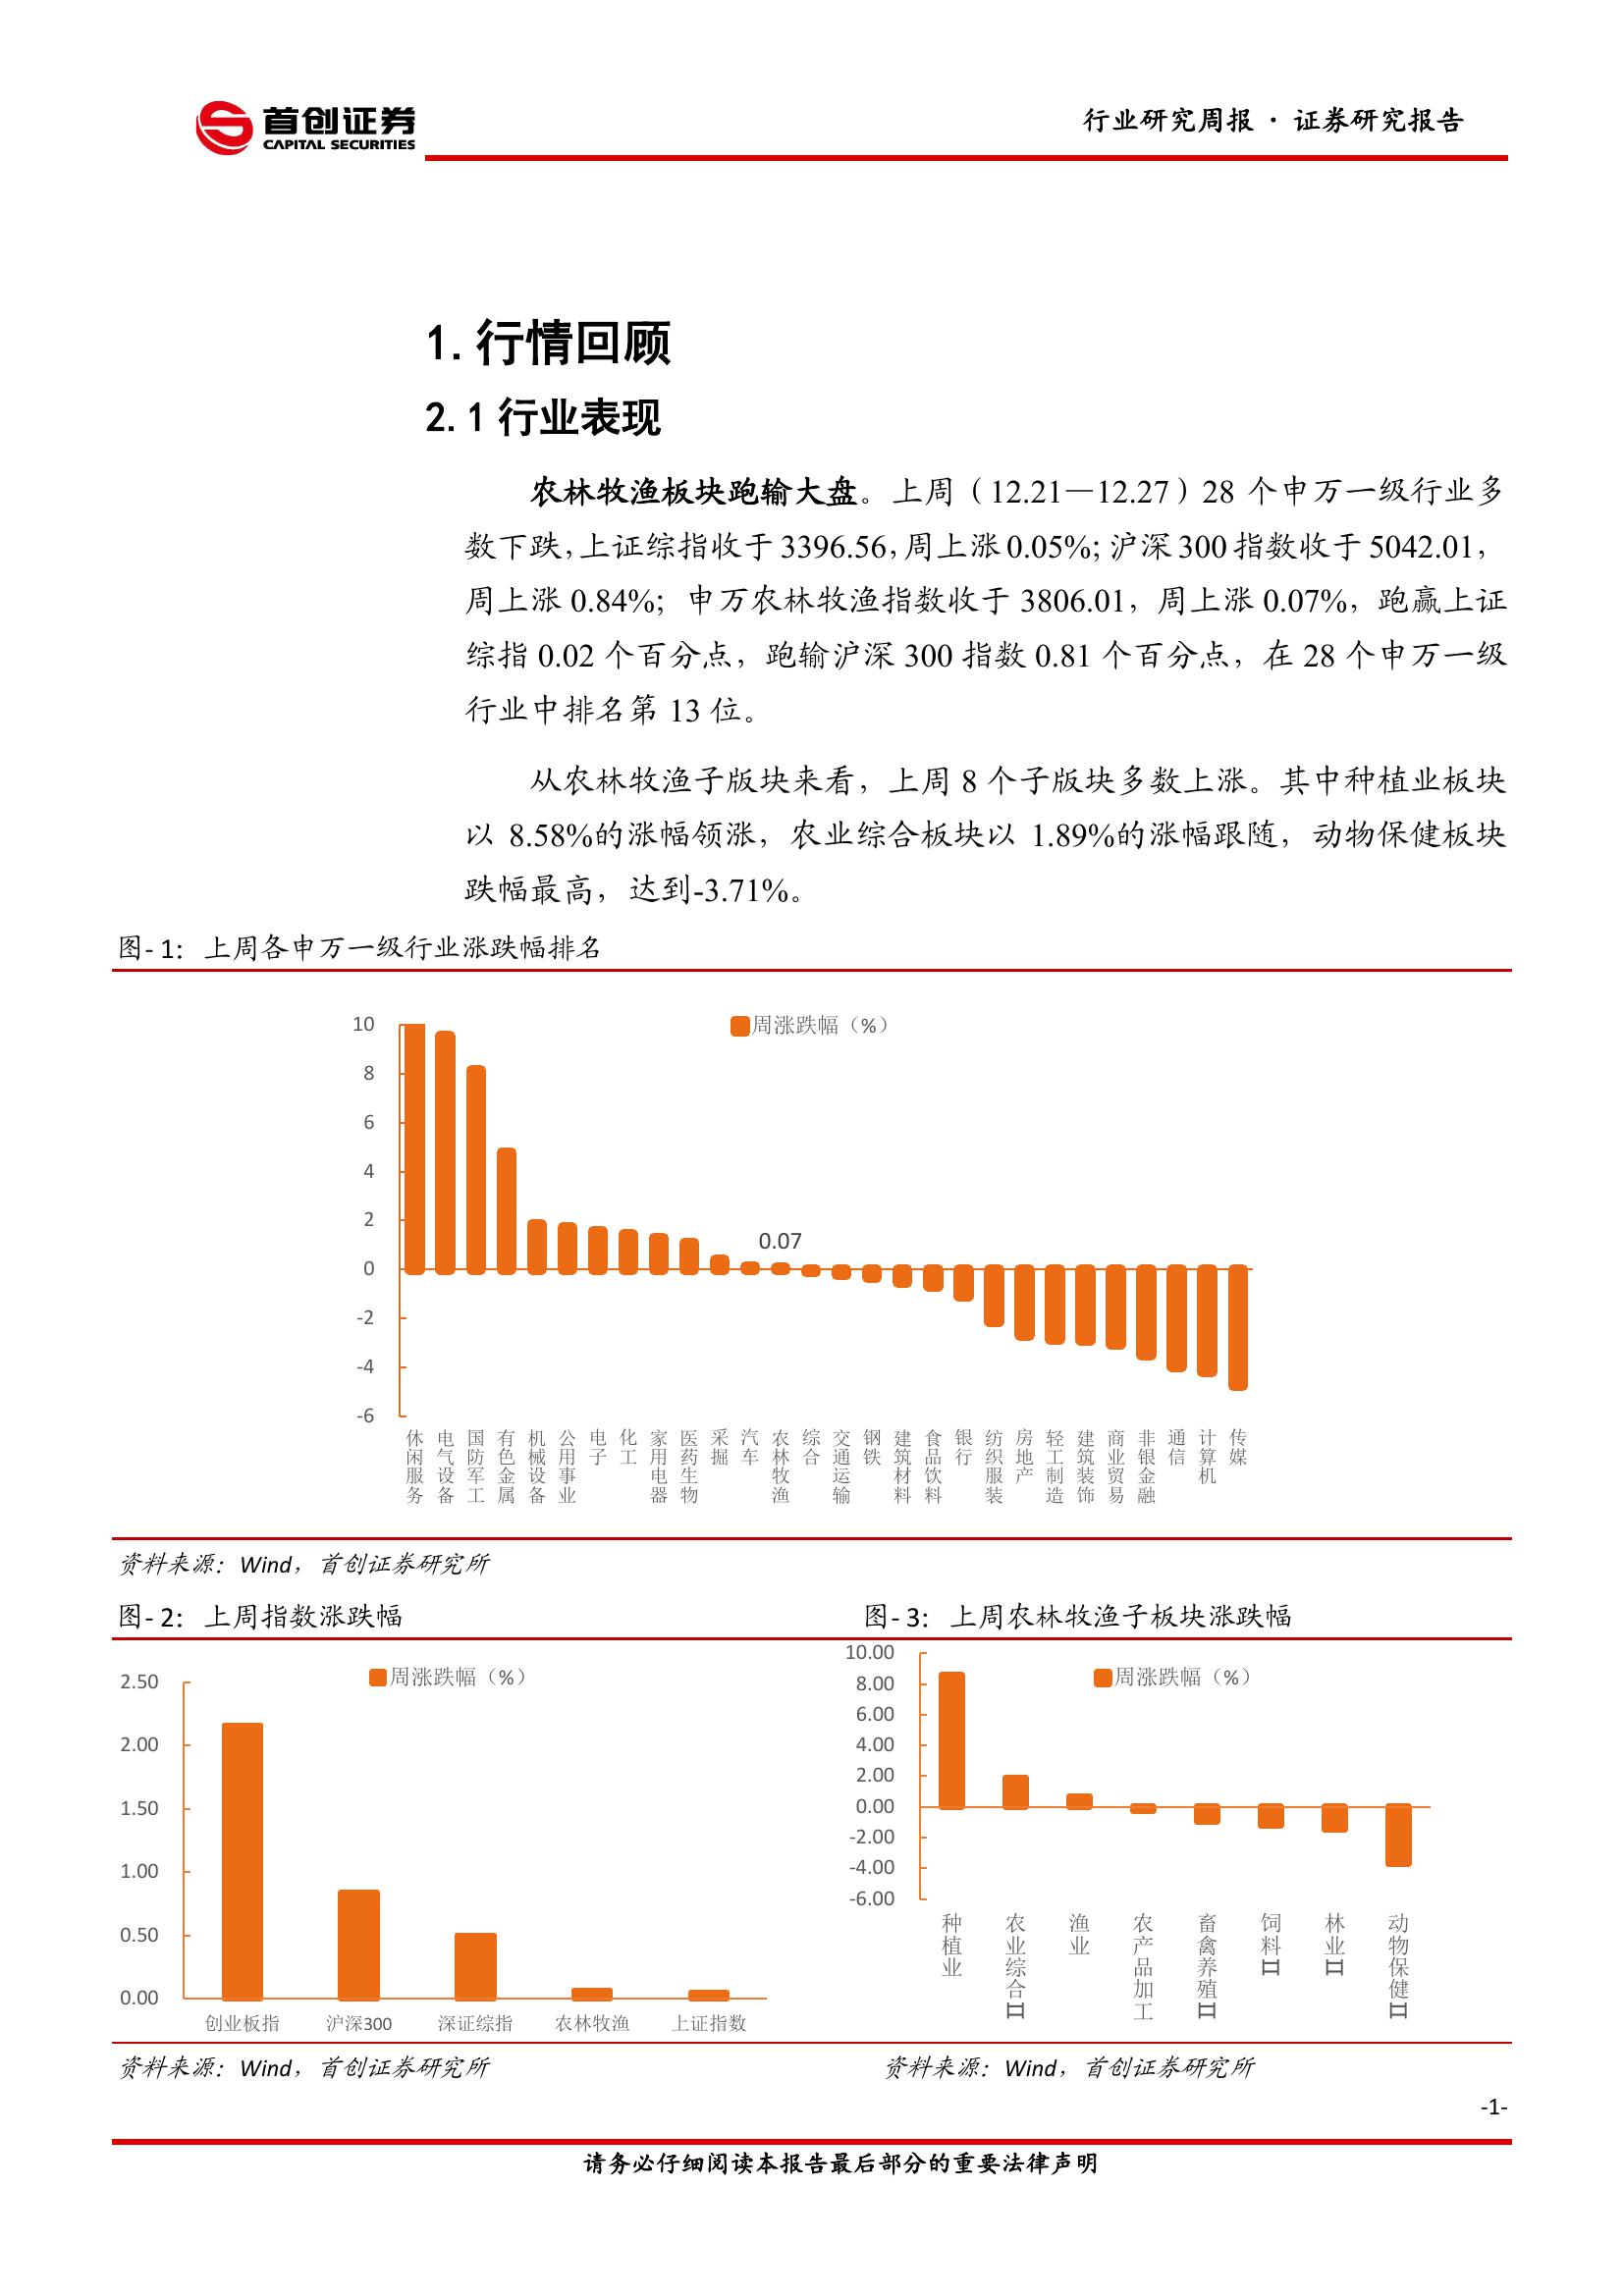 首创证券
CAPITAL SECURITIES
行业研究周报·证券研究报告
1.行情回顾
2.1 行业表现
农林牧渔板块跑输大盘。上周（12.21—12.27）28 个申万一级行业多
数下跌，上证综指收于 3396.56，周上涨 0.05%；沪深 300 指数收于 5042.01，
周上涨 0.84%；申万农林牧渔指数收于 3806.01，周上涨 0.07%，跑赢上证
综指 0.02 个百分点，跑输沪深 300 指数 0.81 个百分点，在 28 个申万一级
行业中排名第 13 位。
从农林牧渔子版块来看，上周 8 个子版块多数上涨。其中种植业板块
以 8.58%的涨幅领涨，农业综合板块以 1.89%的涨幅跟随，动物保健板块
跌幅最高，达到-3.71%。
图- 1：上周各申万一级行业涨跌幅排名
周涨跌幅（%）
10
8
6
4
2
0
-2
-4
-6
0.07
休闲服务
电气设备
国防军工
有色金属
机械设备
公用事业
电子
化工
家用电器
医药生物
采掘
汽车
农林牧渔
综合
交通运输
钢铁
建筑材料
食品饮料
银行
纺织服装
房地产
轻工制造
建筑装饰
商业贸易
非银金融
通信
计算机
传媒
资料来源：Wind，首创证券研究所
图- 2：上周指数涨跌幅
周涨跌幅（%）
2.50
2.00
1.50
1.00
0.50
0.00
创业板指
沪深300
深证综指
农林牧渔
上证指数
资料来源：Wind，首创证券研究所
图- 3：上周农林牧渔子板块涨跌幅
周涨跌幅（%）
10.00
8.00
6.00
4.00
2.00
0.00
-2.00
-4.00
-6.00
种植业
农业综合Ⅱ
渔业
农产品加工
畜禽养殖Ⅱ
饲料Ⅱ
林业Ⅱ
动物保健Ⅱ
资料来源：Wind，首创证券研究所
-1-
请务必仔细阅读本报告最后部分的重要法律声明